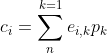 c_i = \sum_{n}^{k=1} e_{i,k} p_k